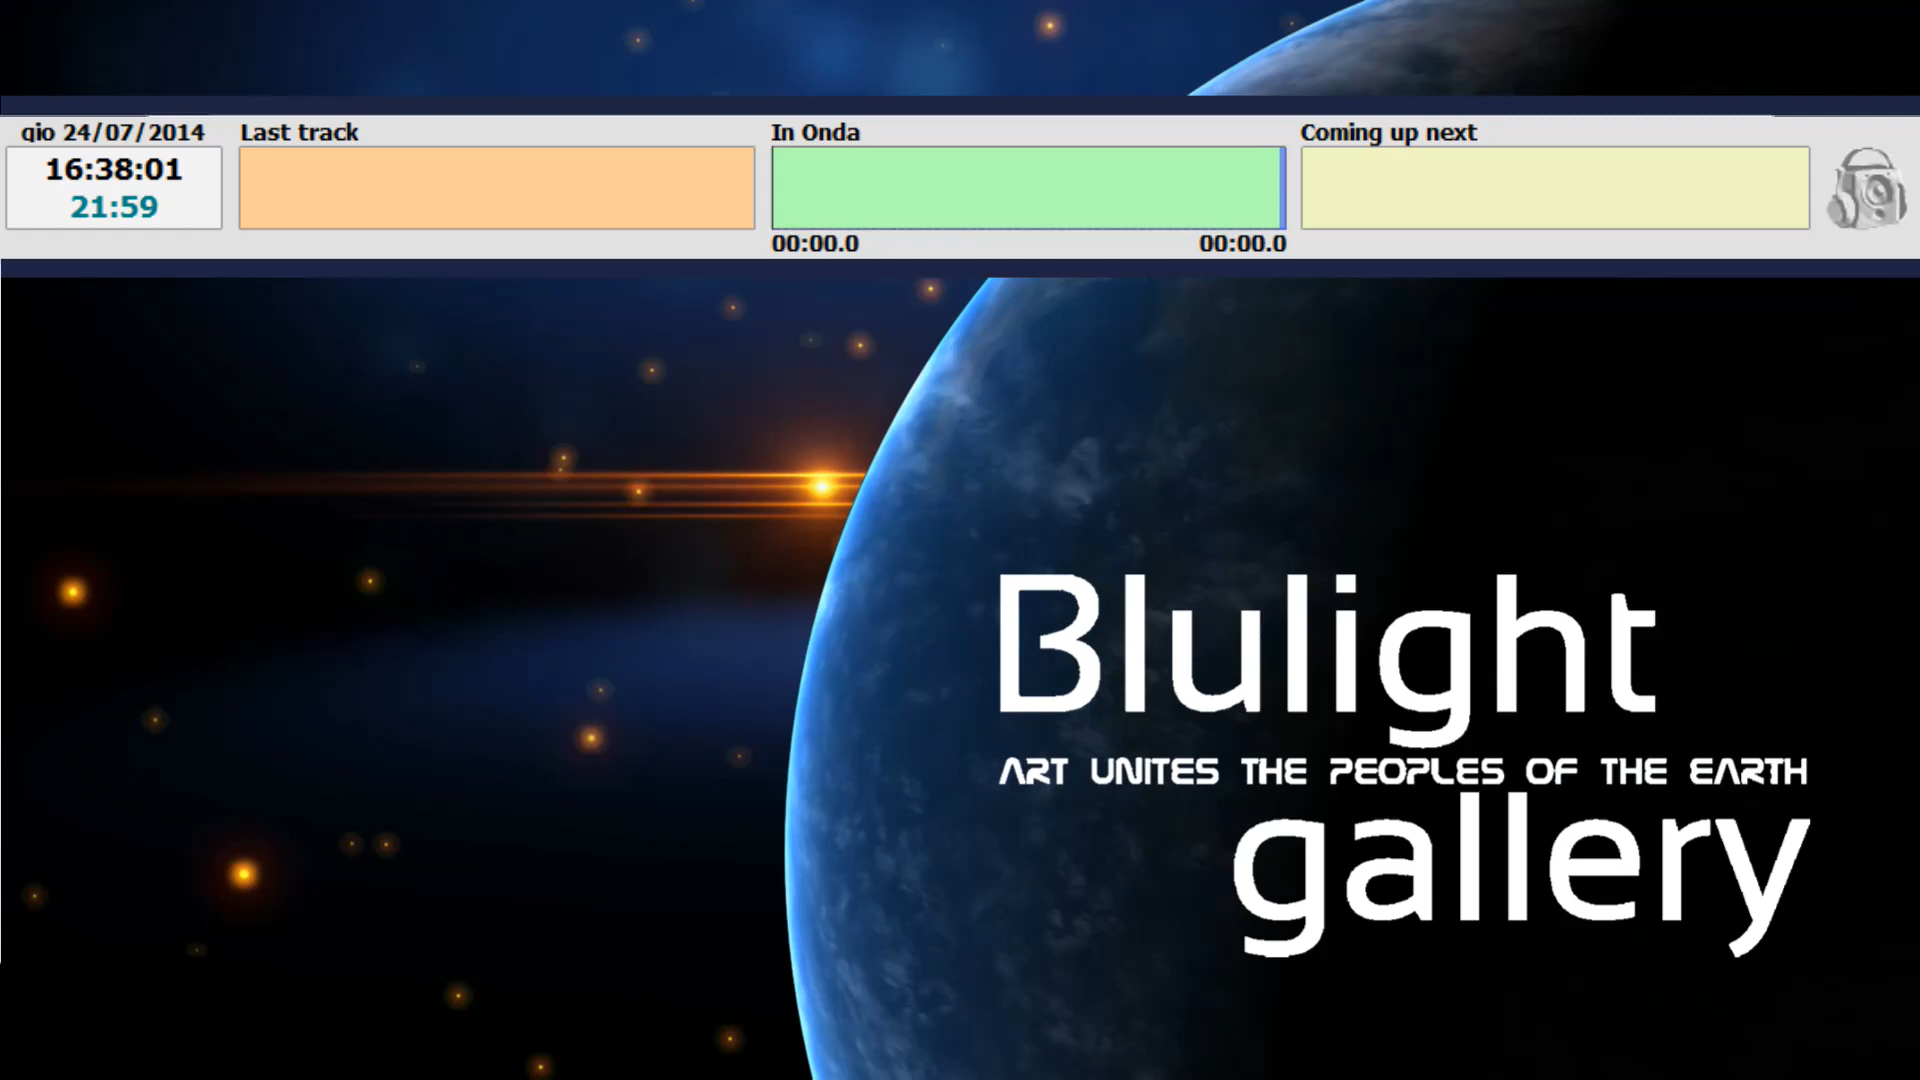 gio 24/07/2014
16:38:01
21:59
Last track
In Onda
00:00.0 00:00.0
Coming up next
Blulight
ART UNITES THE PEOPLES OF THE EARTH
gallery